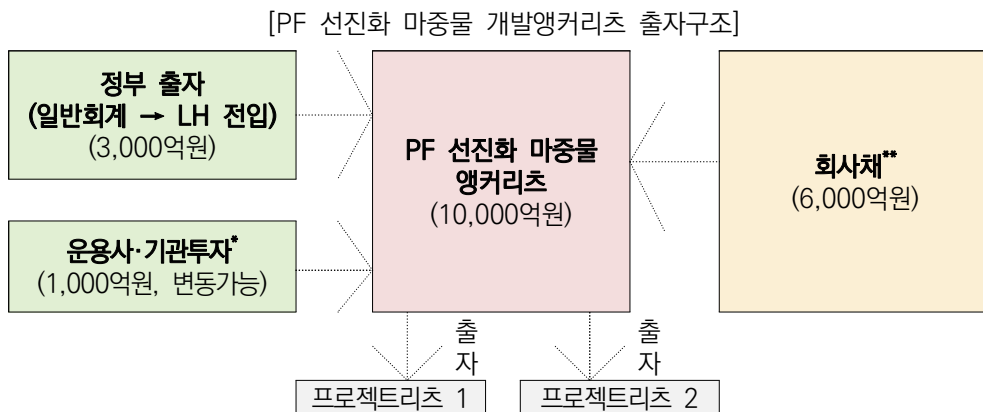 [PF 선진화 마중물 개발앵커리츠 출자구조]
정부 출자
(일반회계 → LH 전입)
(3,000억원)
운용사·기관투자*
(1,000억원, 변동가능)
PF 선진화 마중물
앵커리츠
(10,000억원)
회사채**
(6,000억원)
출
자
출
자
프로젝트리츠 1
프로젝트리츠 2